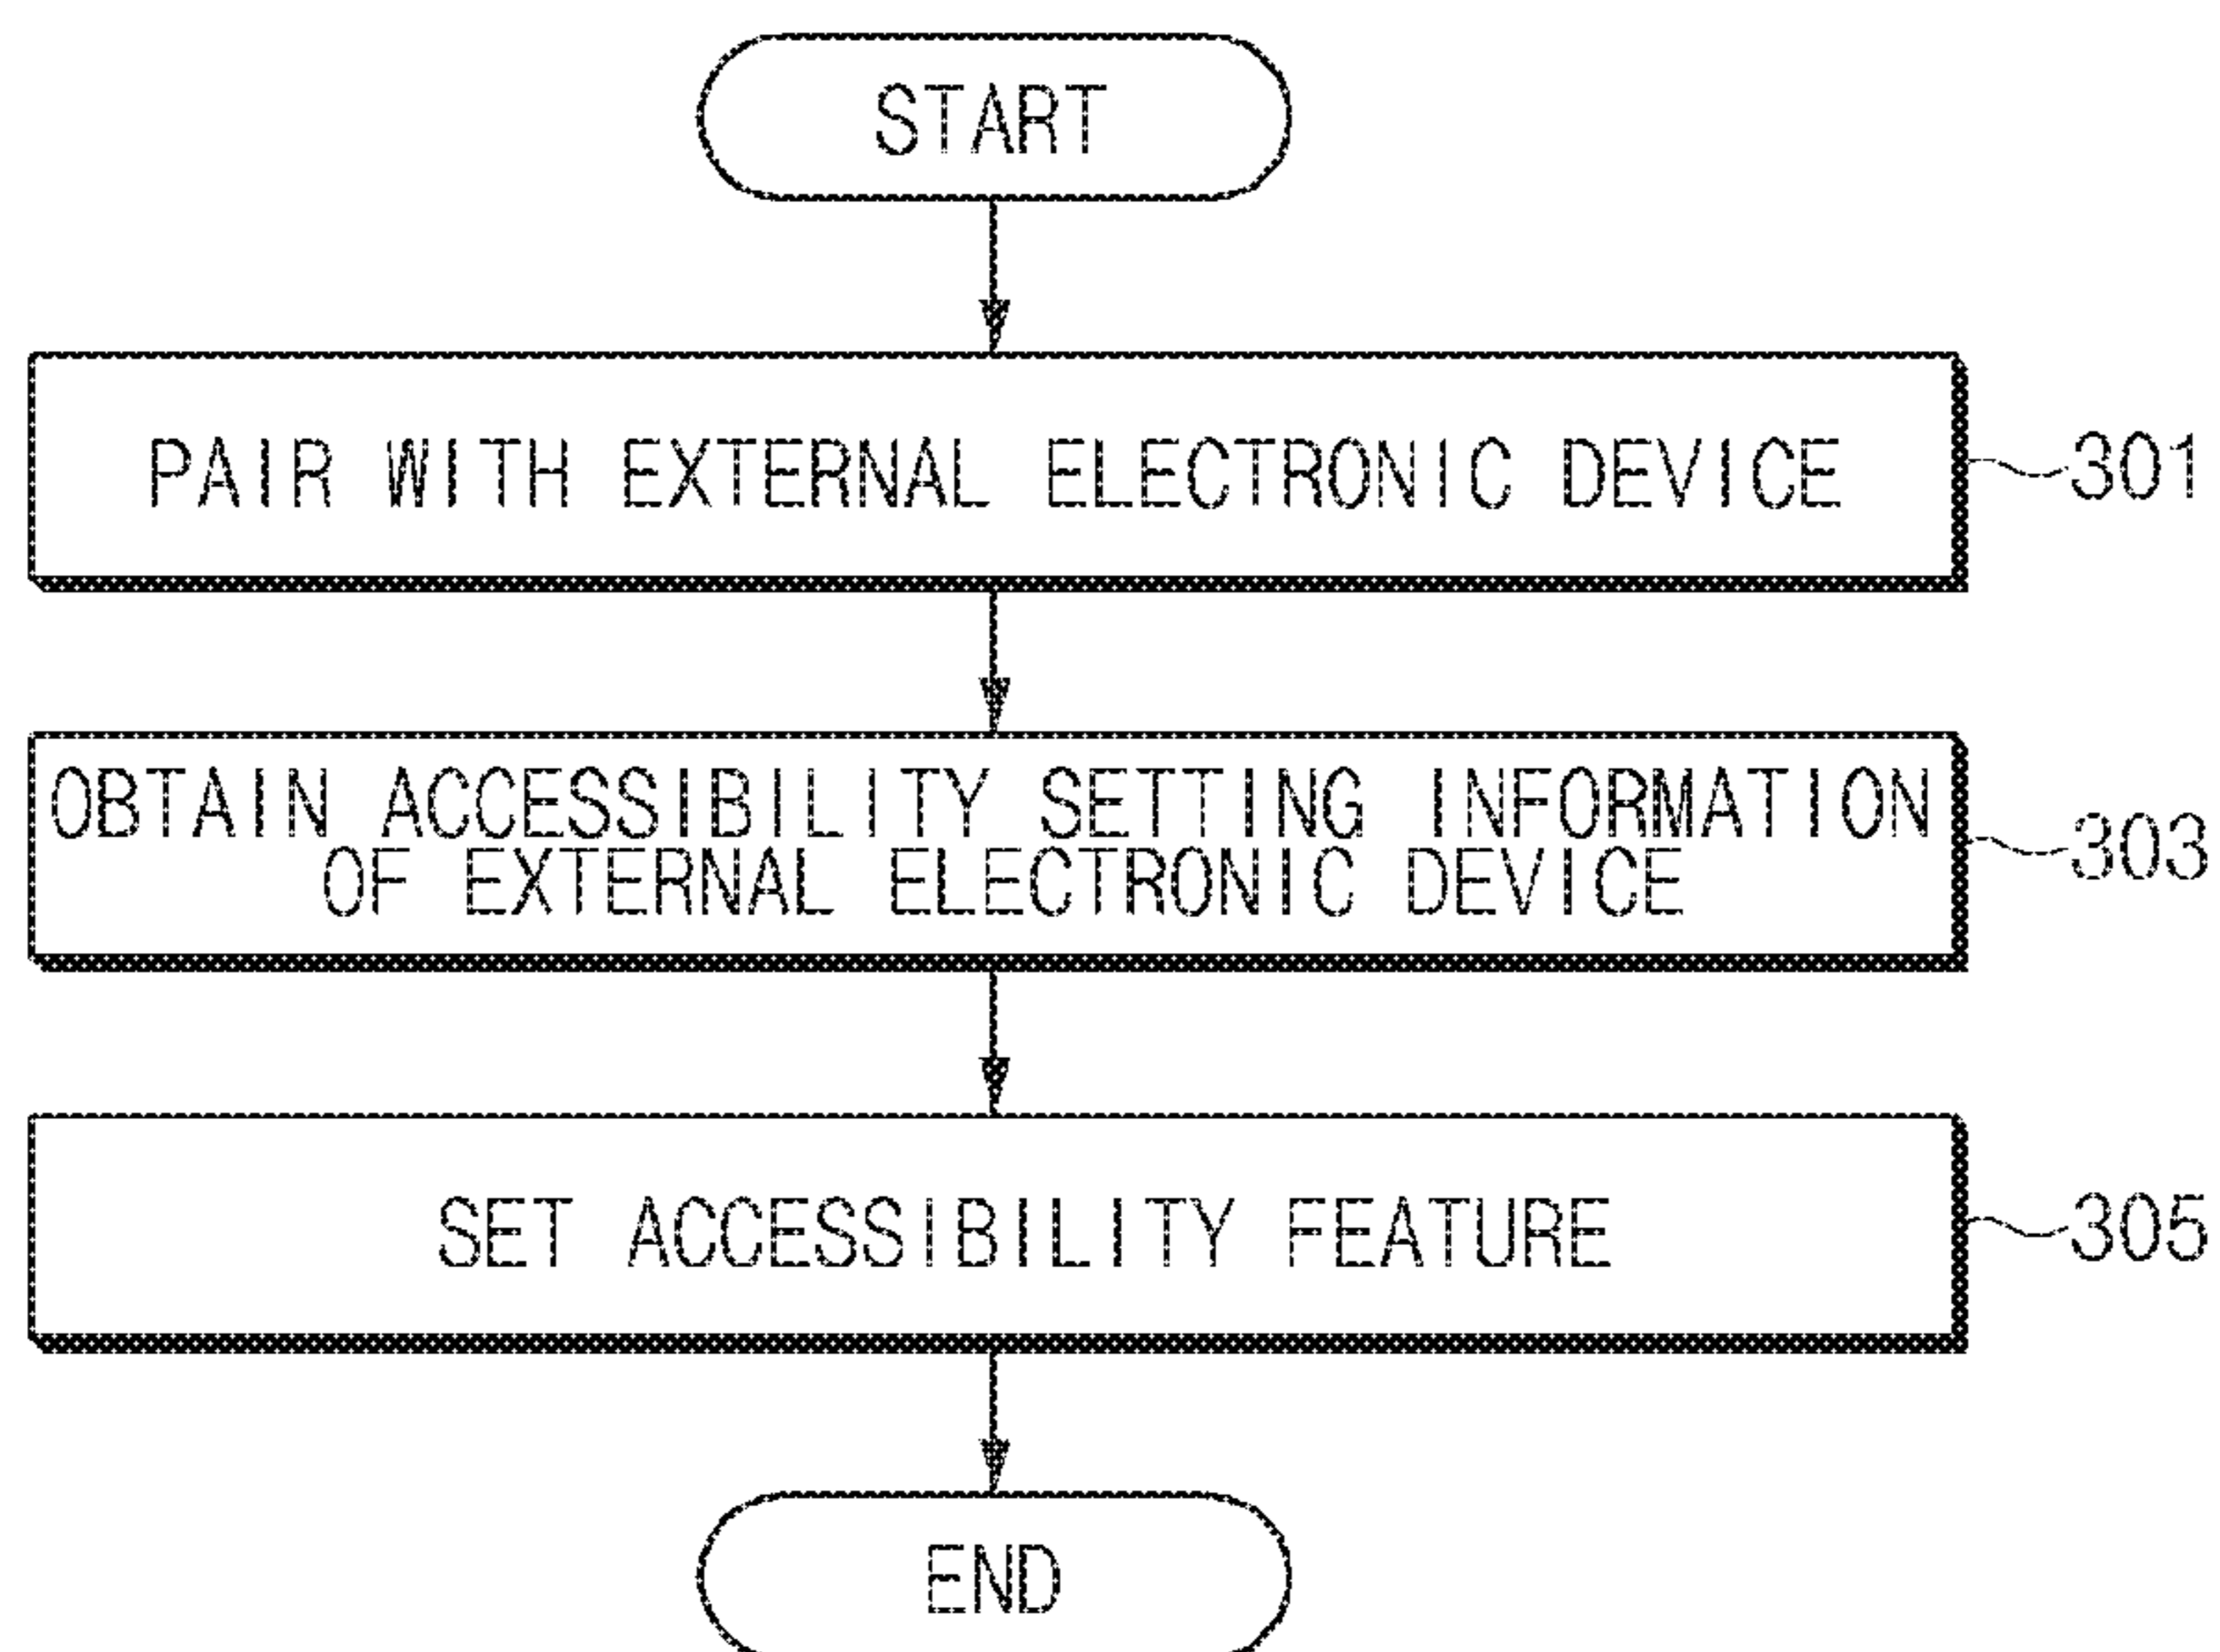 START
PAIR WITH EXTERNAL ELECTRONIC DEVICE
301
OBTAIN ACCESSIBILITY SETTING INFORMATION
OF EXTERNAL ELECTRONIC DEVICE
303
SET ACCESSIBILITY FEATURE
305
END